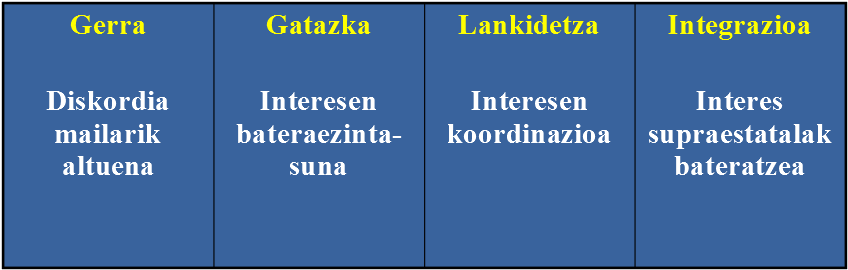 Gerra
Diskordia
mailarik
altuena
Gatazka
Interesen
bateraezinta-
suna
Lankidetza
Interesen
koordinazioa
Integrazioa
Interes
supraestatalak
bateratzea